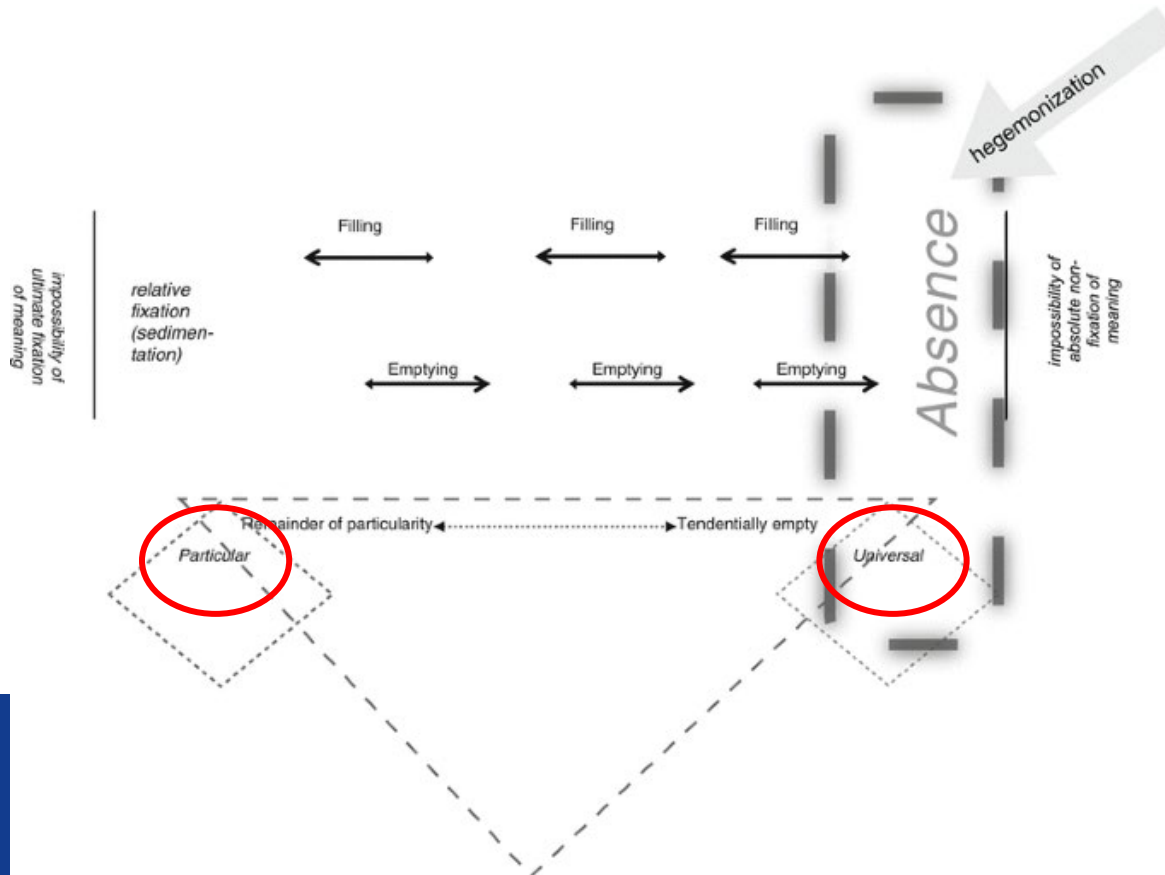 hegemonization
Filling
Filling
Filling
impossibility of
ultimate fixation
of meaning
relative
fixation
(sedimen-
tation)
Absence
impossibility of
absolute non-
fixation of
meaning
Emptying
Emptying
Emptying
Remainder of particularity
Tendentially empty
Particular
Universal